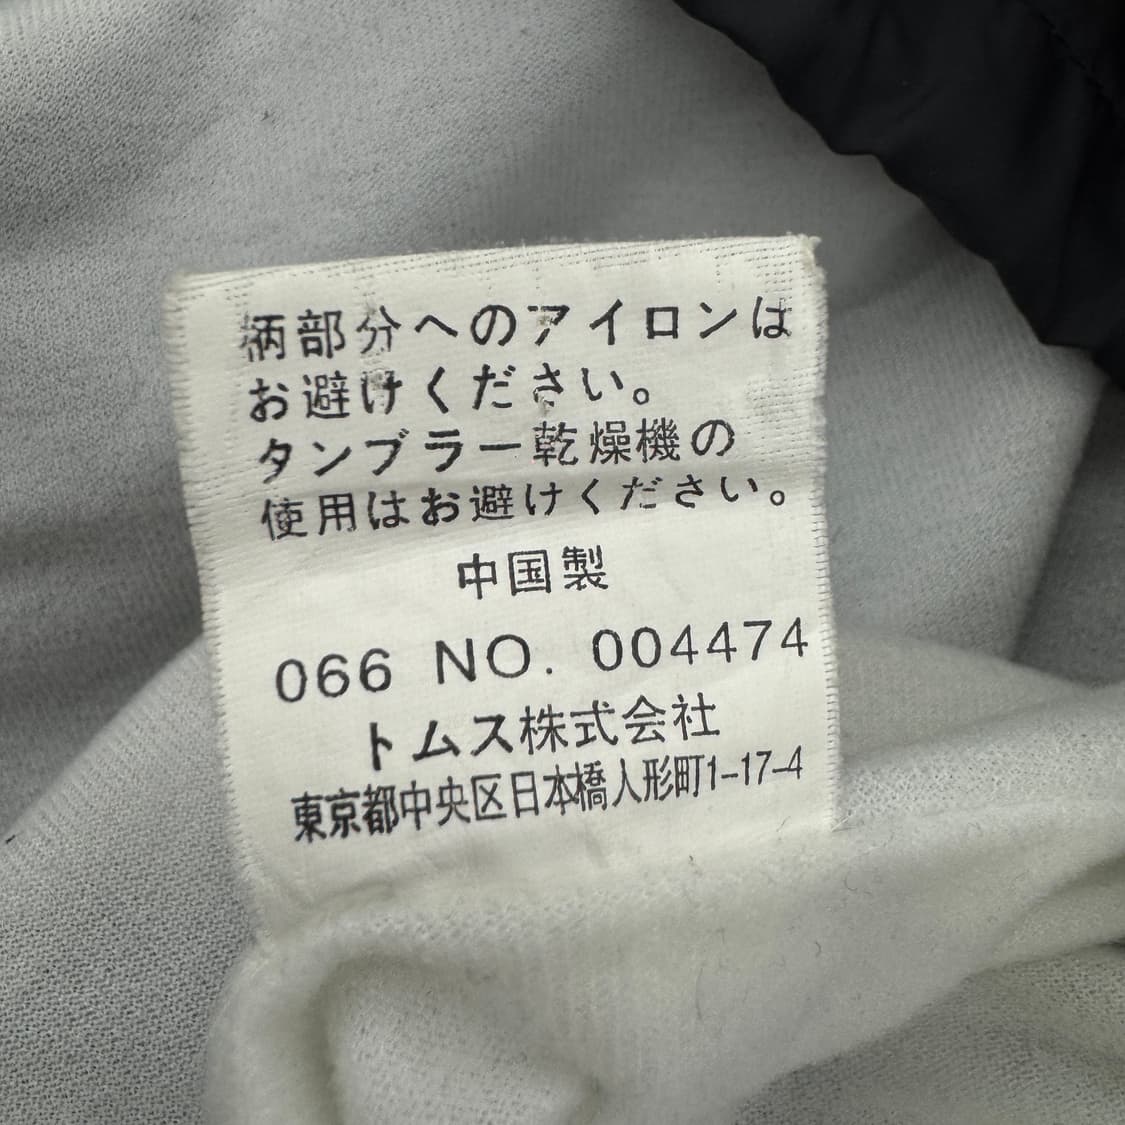 柄部分へのアイロンは
お避けください。
タンブラー乾燥機の
使用はお避けください。
中国製
066 NO. 004474
トムス株式会社
東京都中央区日本橋人形町1-17-4